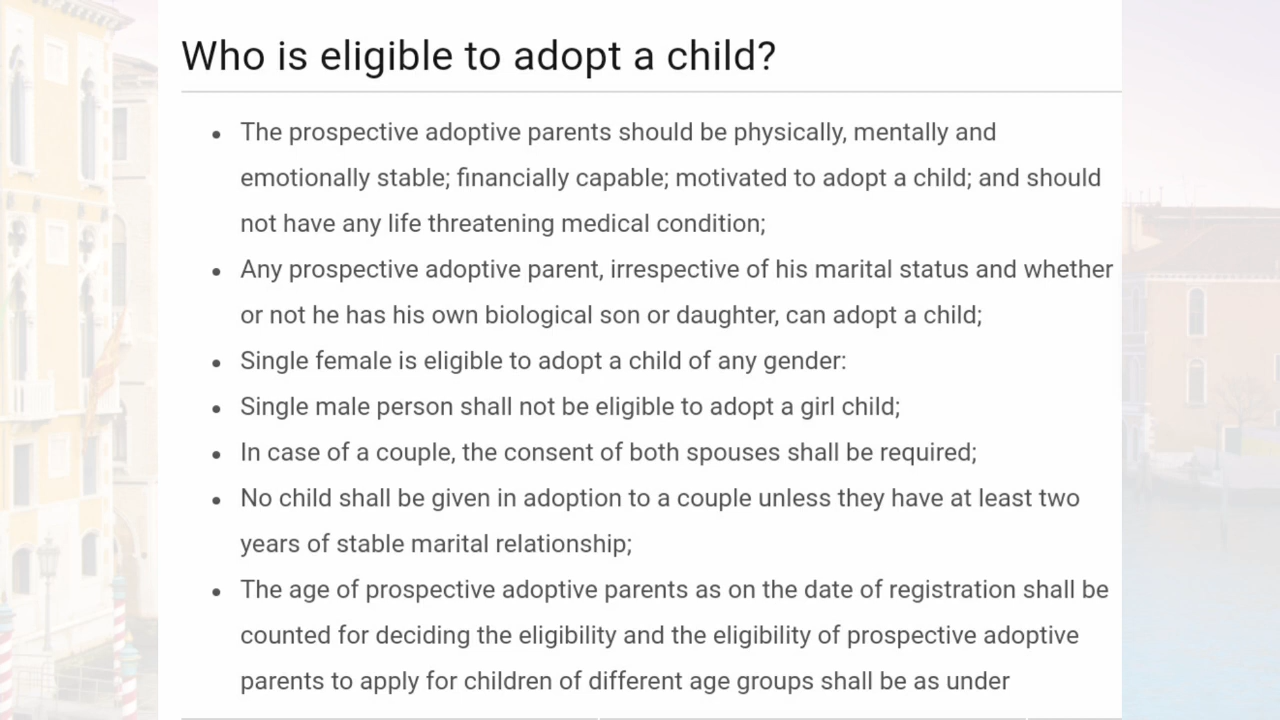 Who is eligible to adopt a child?
• The prospective adoptive parents should be physically, mentally and
emotionally stable; financially capable; motivated to adopt a child; and should
not have any life threatening medical condition;
• Any prospective adoptive parent, irrespective of his marital status and whether
or not he has his own biological son or daughter, can adopt a child;
• Single female is eligible to adopt a child of any gender:
• Single male person shall not be eligible to adopt a girl child;
• In case of a couple, the consent of both spouses shall be required;
• No child shall be given in adoption to a couple unless they have at least two
years of stable marital relationship;
• The age of prospective adoptive parents as on the date of registration shall be
counted for deciding the eligibility and the eligibility of prospective adoptive
parents to apply for children of different age groups shall be as under